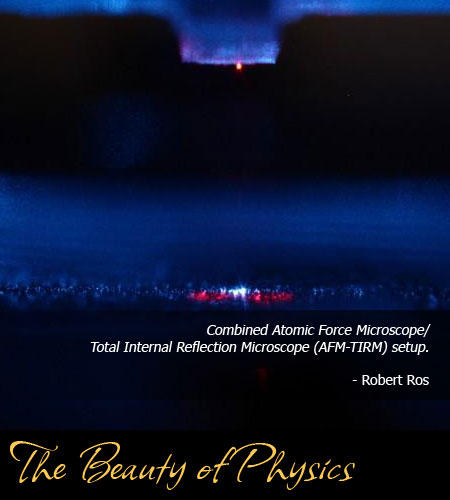 Combined Atomic Force Microscope/
Total Internal Reflection Microscope (AFM-TIRM) setup.
- Robert Ros
The Beauty of Physics